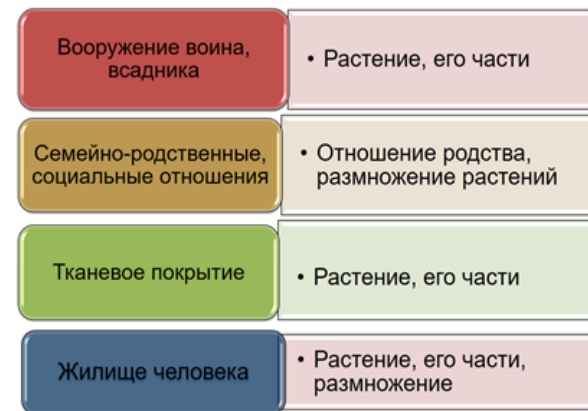 Вооружение воина,
всадника
• Растение, его части
Семейно-родственные,
социальные отношения
• Отношение родства,
размножение растений
Тканевое покрытие
• Растение, его части
Жилище человека
• Растение, его части,
размножение